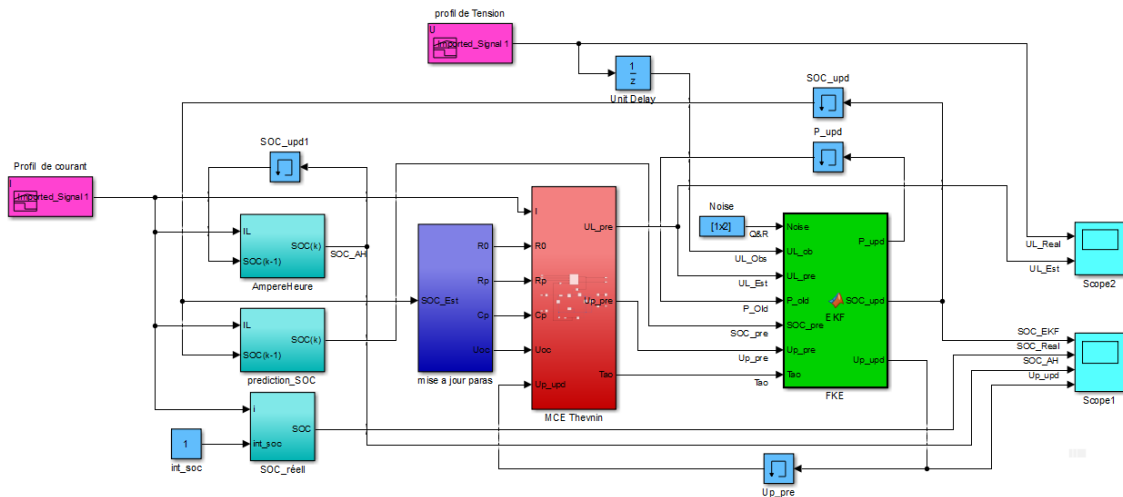 profil de Tension
U
Imported_Signal 1
1
z
Unit Delay
SOC_upd
P_upd
SOC_upd1
Profil de courant
I
Imported_Signal 1
IL
SOC(k-1)
SOC(k)
SOC_AH
AmpereHeure
IL
SOC(k-1)
SOC(k)
prediction_SOC
i
int_soc
SOC
SOC_réell
1
int_soc
SOC_Est
R0
Rp
Cp
Uoc
mise a jour paras
I
R0
Rp
Cp
Uoc
Up_upd
UL_pre
Up_pre
Tao
MCE Thevnin
Noise
[1x2]
Q&R
UL_Obs
UL_Est
P_Old
SOC_pre
Up_pre
Tao
Noise
UL_ob
UL_pre
P_old
SOC_pre
Up_pre
Tao
EKF
P_upd
SOC_upd
Up_upd
FKE
UL_Real
UL_Est
Scope2
SOC_EKF
SOC_Real
SOC_AH
Up_upd
Scope1
Up_pre